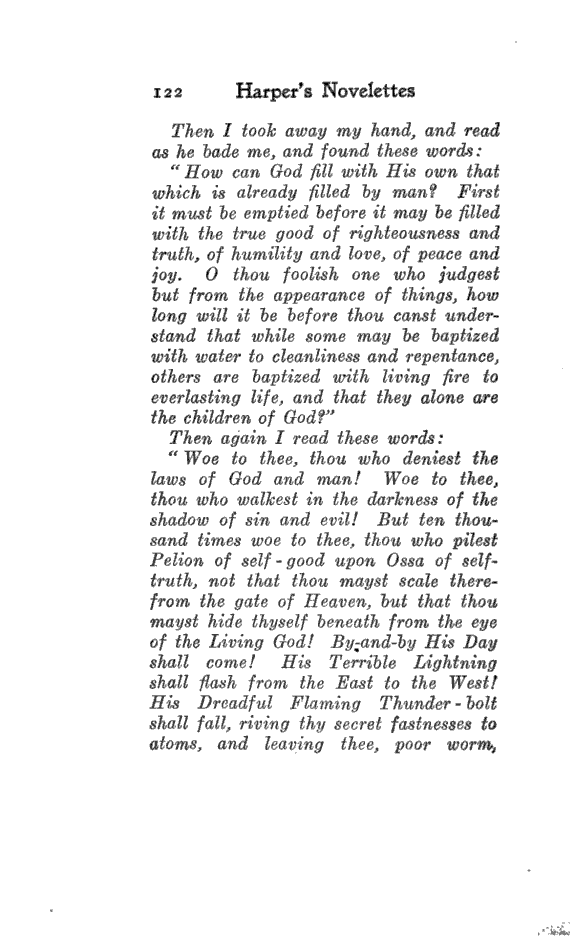 122 Harper's Novelettes
Then I took away my hand, and read
as he bade me, and found these words:
"How can God fill with His own that
which is already filled by man? First
it must be emptied before it may be filled
with the true good of righteousness and
truth, of humility and love, of peace and
joy. O thou foolish one who judgest
but from the appearance of things, how
long will it be before thou canst under-
stand that while some may be baptized
with water to cleanliness and repentance,
others are baptized with living fire to
everlasting life, and that they alone are
the children of God?"
Then again I read these words:
"Woe to thee, thou who deniest the
laws of God and man! Woe to thee,
thou who walkest in the darkness of the
shadow of sin and evil! But ten thou-
sand times woe to thee, thou who pilest
Pelion of self-good upon Ossa of self-
truth, not that thou mayst scale there-
from the gate of Heaven, but that thou
mayst hide thyself beneath from the eye
of the Living God! By-and-by His Day
shall come! His Terrible Lightning
shall flash from the East to the West!
His Dreadful Flaming Thunder-bolt
shall fall, riving thy secret fastnesses to
atoms, and leaving thee, poor worm,